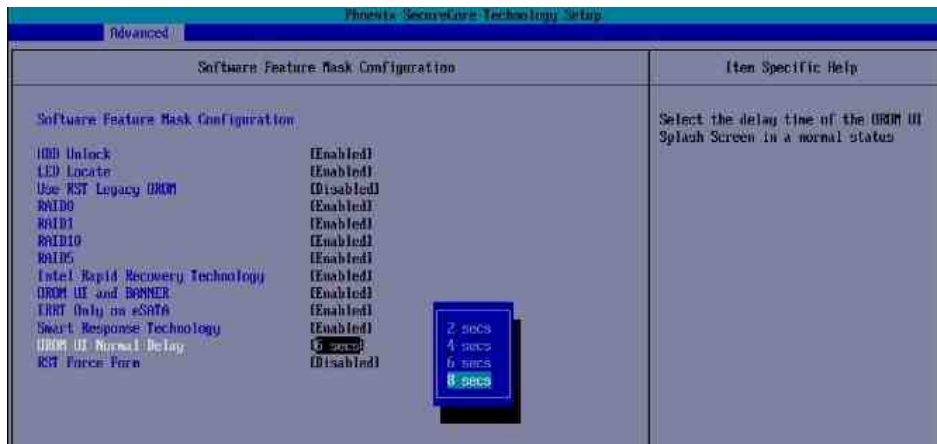 Phoenix SecureCore Technology Setup
Advanced
Software Feature Mask Configuration
Item Specific Help
Software Feature Mask Configuration
Select the delay time of the OROM UI
Splash Screen in a normal status
HDD Unlock [Enabled]
LED Locate [Enabled]
Use RST Legacy OROM [Disabled]
RAID0 [Enabled]
RAID1 [Enabled]
RAID10 [Enabled]
RAID5 [Enabled]
Intel Rapid Recovery Technology [Enabled]
OROM UI and BANNER [Enabled]
IRRT Only on eSATA [Enabled]
Smart Response Technology [Enabled]
OROM UI Normal Delay [6 secs]
RST Force Form [Disabled]
2 secs
4 secs
6 secs
8 secs